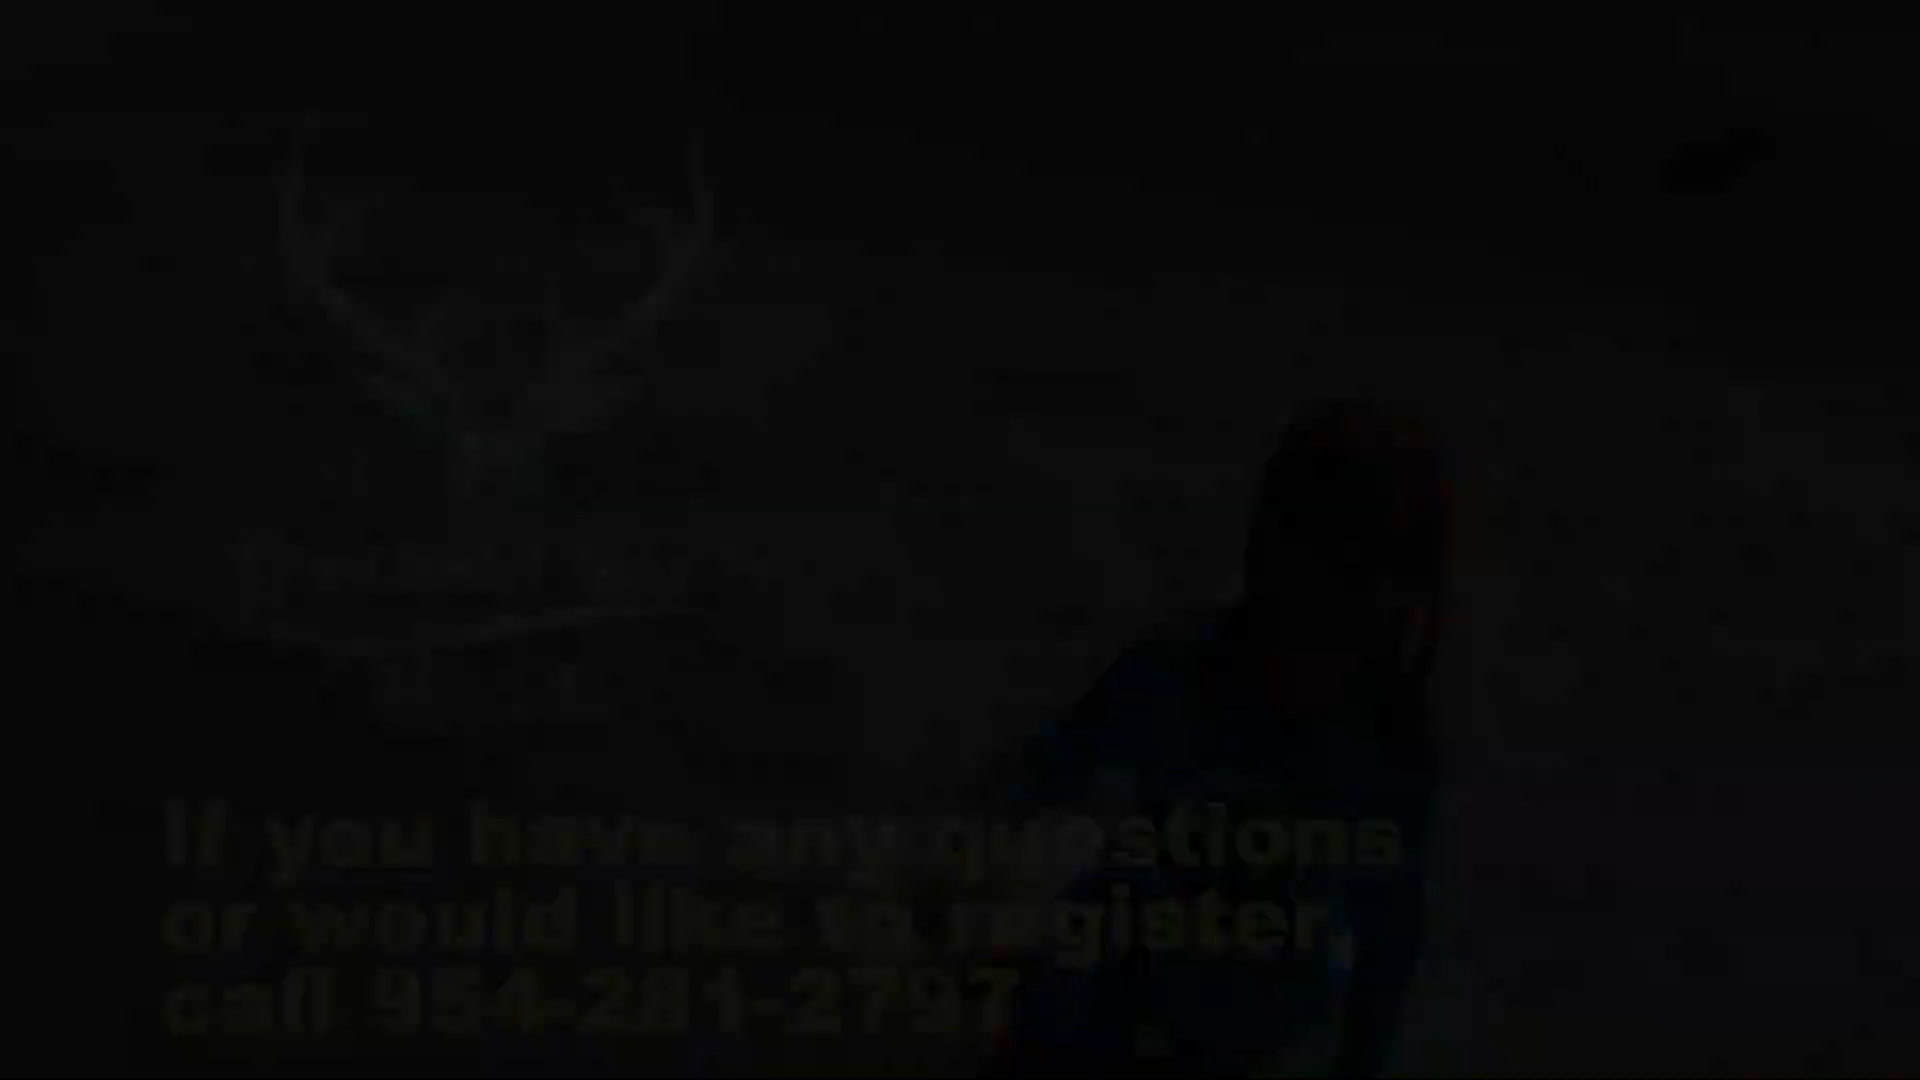 If you have any questions
or would like to register,
call 954-281-2797